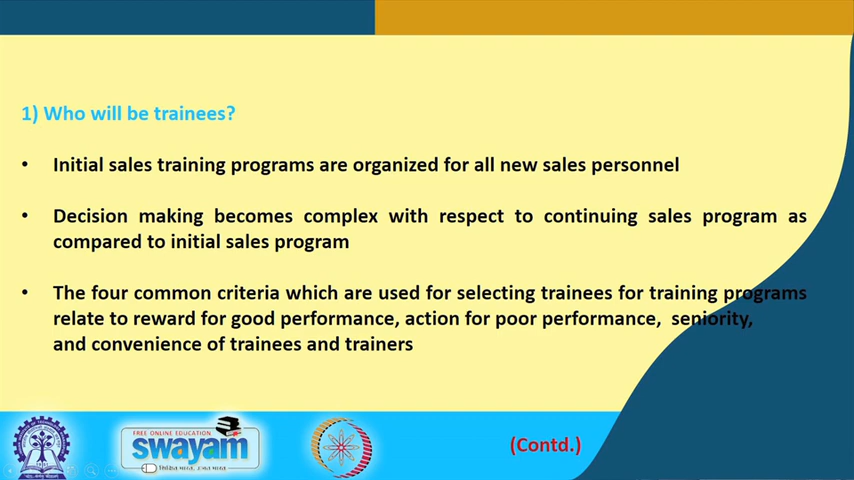 1) Who will be trainees?
• Initial sales training programs are organized for all new sales personnel
• Decision making becomes complex with respect to continuing sales program as
compared to initial sales program
• The four common criteria which are used for selecting trainees for training programs
relate to reward for good performance, action for poor performance, seniority,
and convenience of trainees and trainers
FREE ONLINE EDUCATION
swayam
(Contd.)